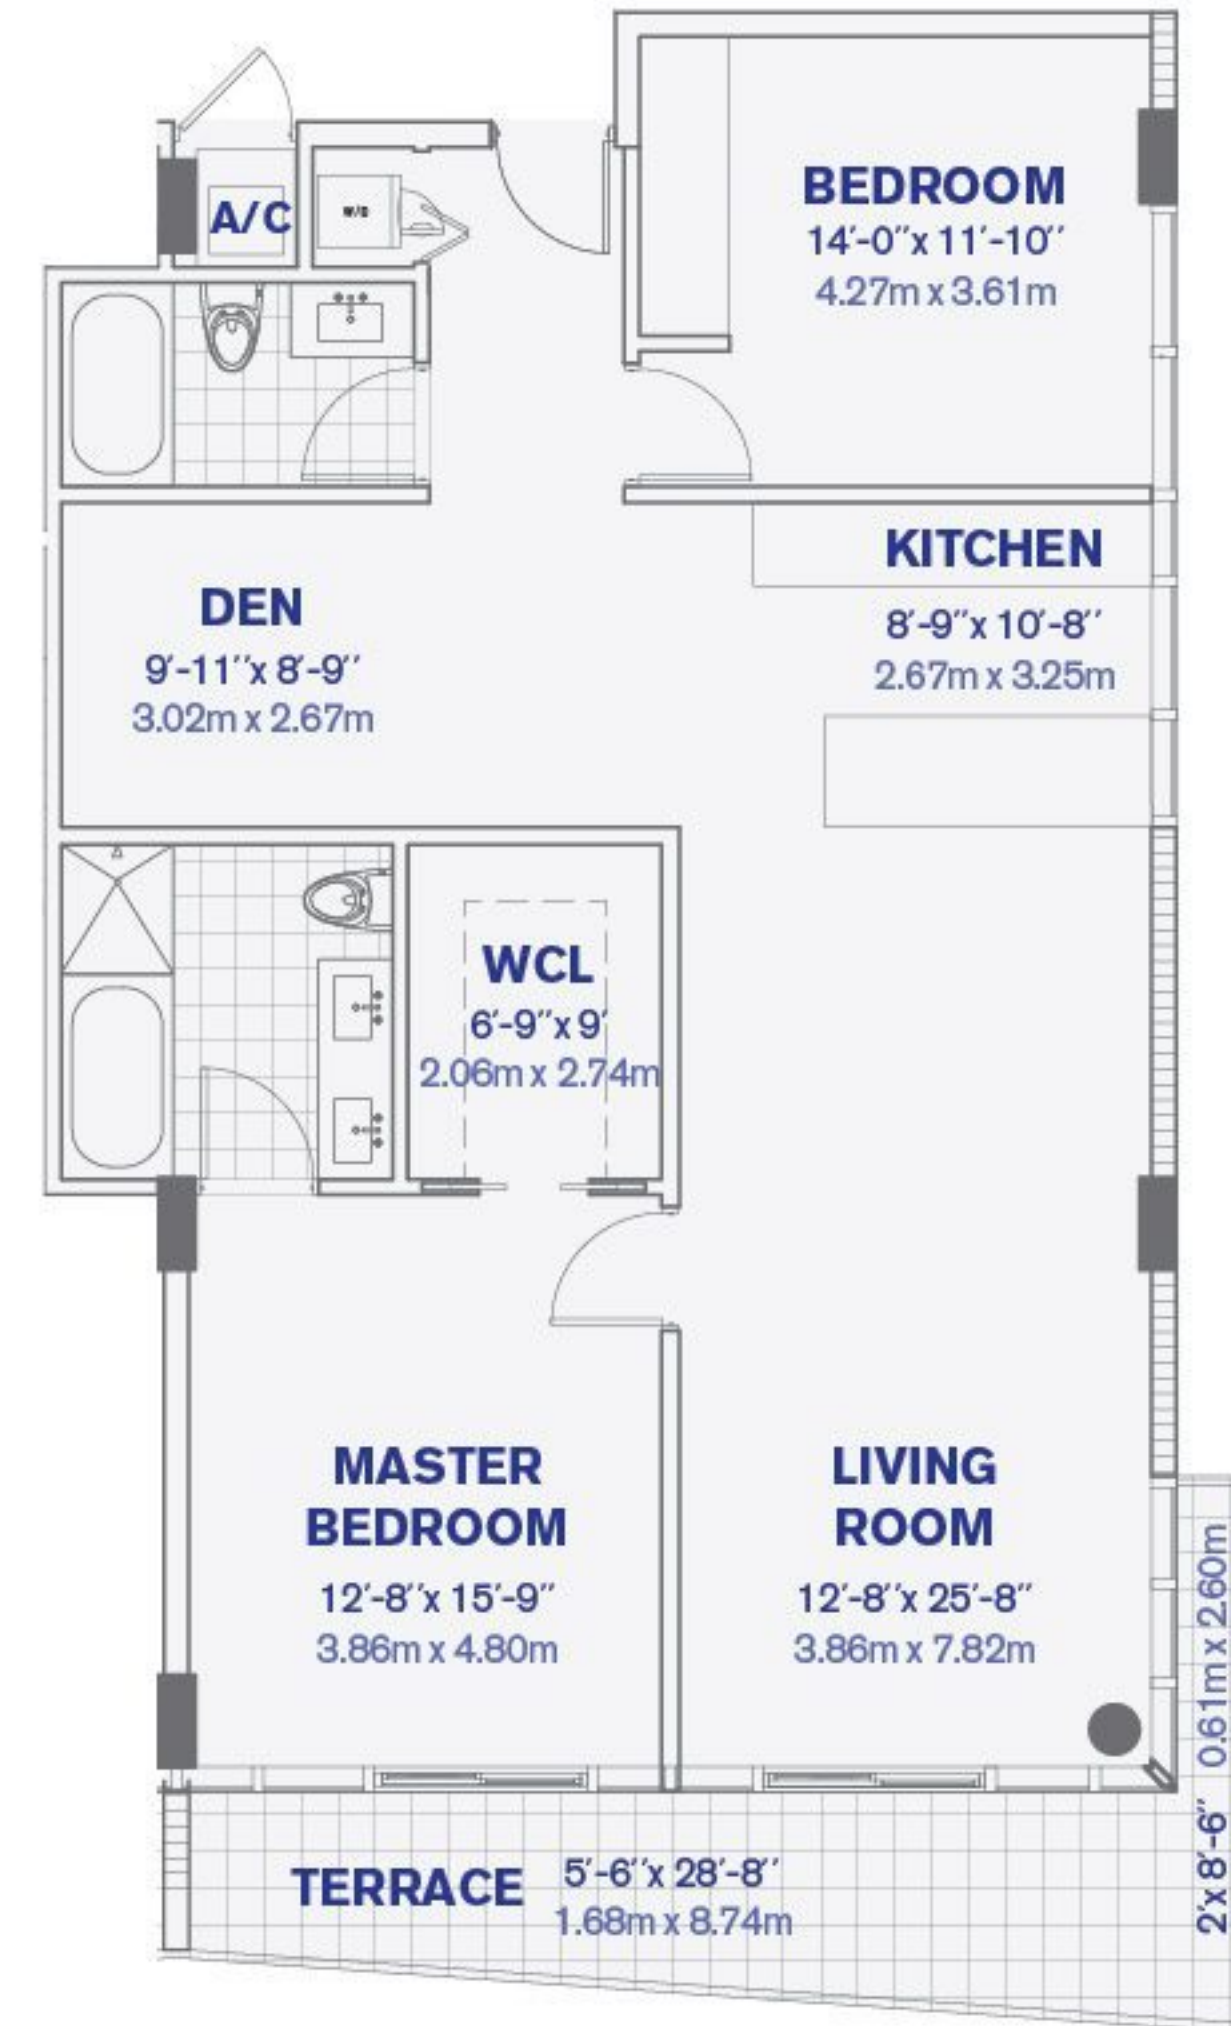 BEDROOM
14'-0"x 11'-10"
4.27m x 3.61m
A/C
W/D
KITCHEN
8'-9"x 10'-8"
2.67m x 3.25m
DEN
9'-11"x 8'-9"
3.02m x 2.67m
WCL
6'-9"x 9'
2.06m x 2.74m
MASTER
BEDROOM
12'-8"x 15'-9"
3.86m x 4.80m
LIVING
ROOM
12'-8"x 25'-8"
3.86m x 7.82m
2'x 8'-6" 0.61m x 2.60m
TERRACE
5'-6"x 28'-8"
1.68m x 8.74m